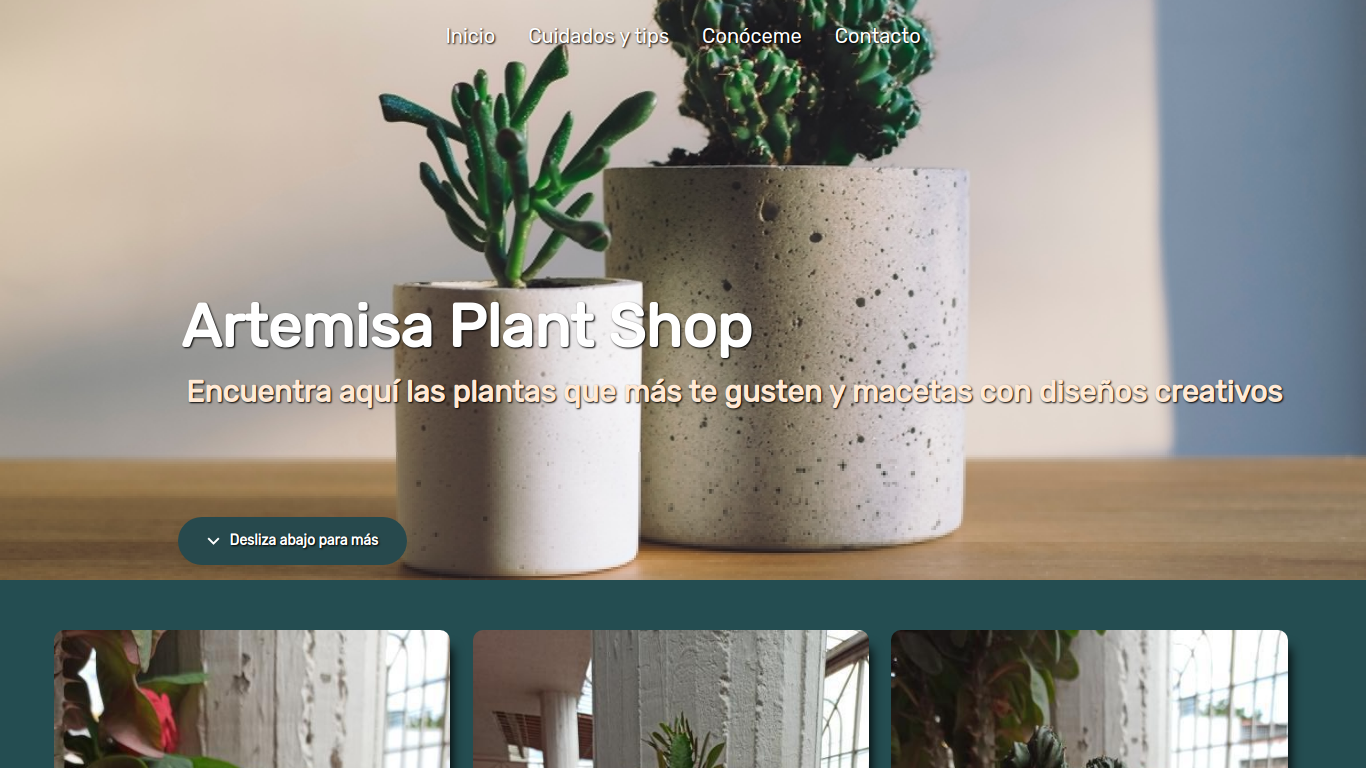 Inicio Cuidados y tips Conóceme Contacto
Artemisa Plant Shop
Encuentra aquí las plantas que más te gusten y macetas con diseños creativos
Desliza abajo para más